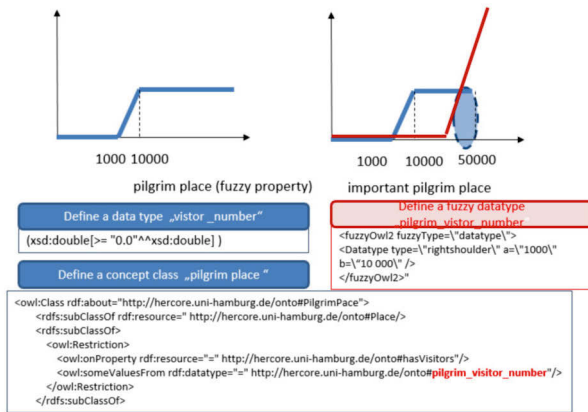 1000 10000
1000 10000 50000
pilgrim place (fuzzy property)
important pilgrim place
Define a data type „vistor _number“
(xsd:double[>= "0.0"^^xsd:double] )
Define a concept class „pilgrim place “
Define a fuzzy datatype
pilgrim_vistor_number“
<fuzzyOwl2 fuzzyType=\"datatype\">
<Datatype type=\"rightshoulder\" a=\"1000\"
b=\"10 000\" />
</fuzzyOwl2>"
<owl:Class rdf:about="http://hercore.uni-hamburg.de/onto#PilgrimPace">
<rdfs:subClassOf rdf:resource=" http://hercore.uni-hamburg.de/onto#Place/>
<rdfs:subClassOf>
<owl:Restriction>
<owl:onProperty rdf:resource="=" http://hercore.uni-hamburg.de/onto#hasVisitors"/>
<owl:someValuesFrom rdf:datatype="=" http://hercore.uni-hamburg.de/onto#pilgrim_visitor_number"/>
</owl:Restriction>
</rdfs:subClassOf>